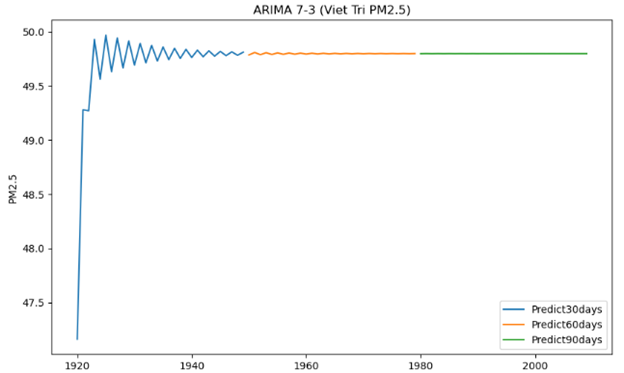 ARIMA 7-3 (Viet Tri PM2.5)
50.0
49.5
49.0
48.5
48.0
47.5
PM2.5
1920 1940 1960 1980 2000
Predict30days
Predict60days
Predict90days